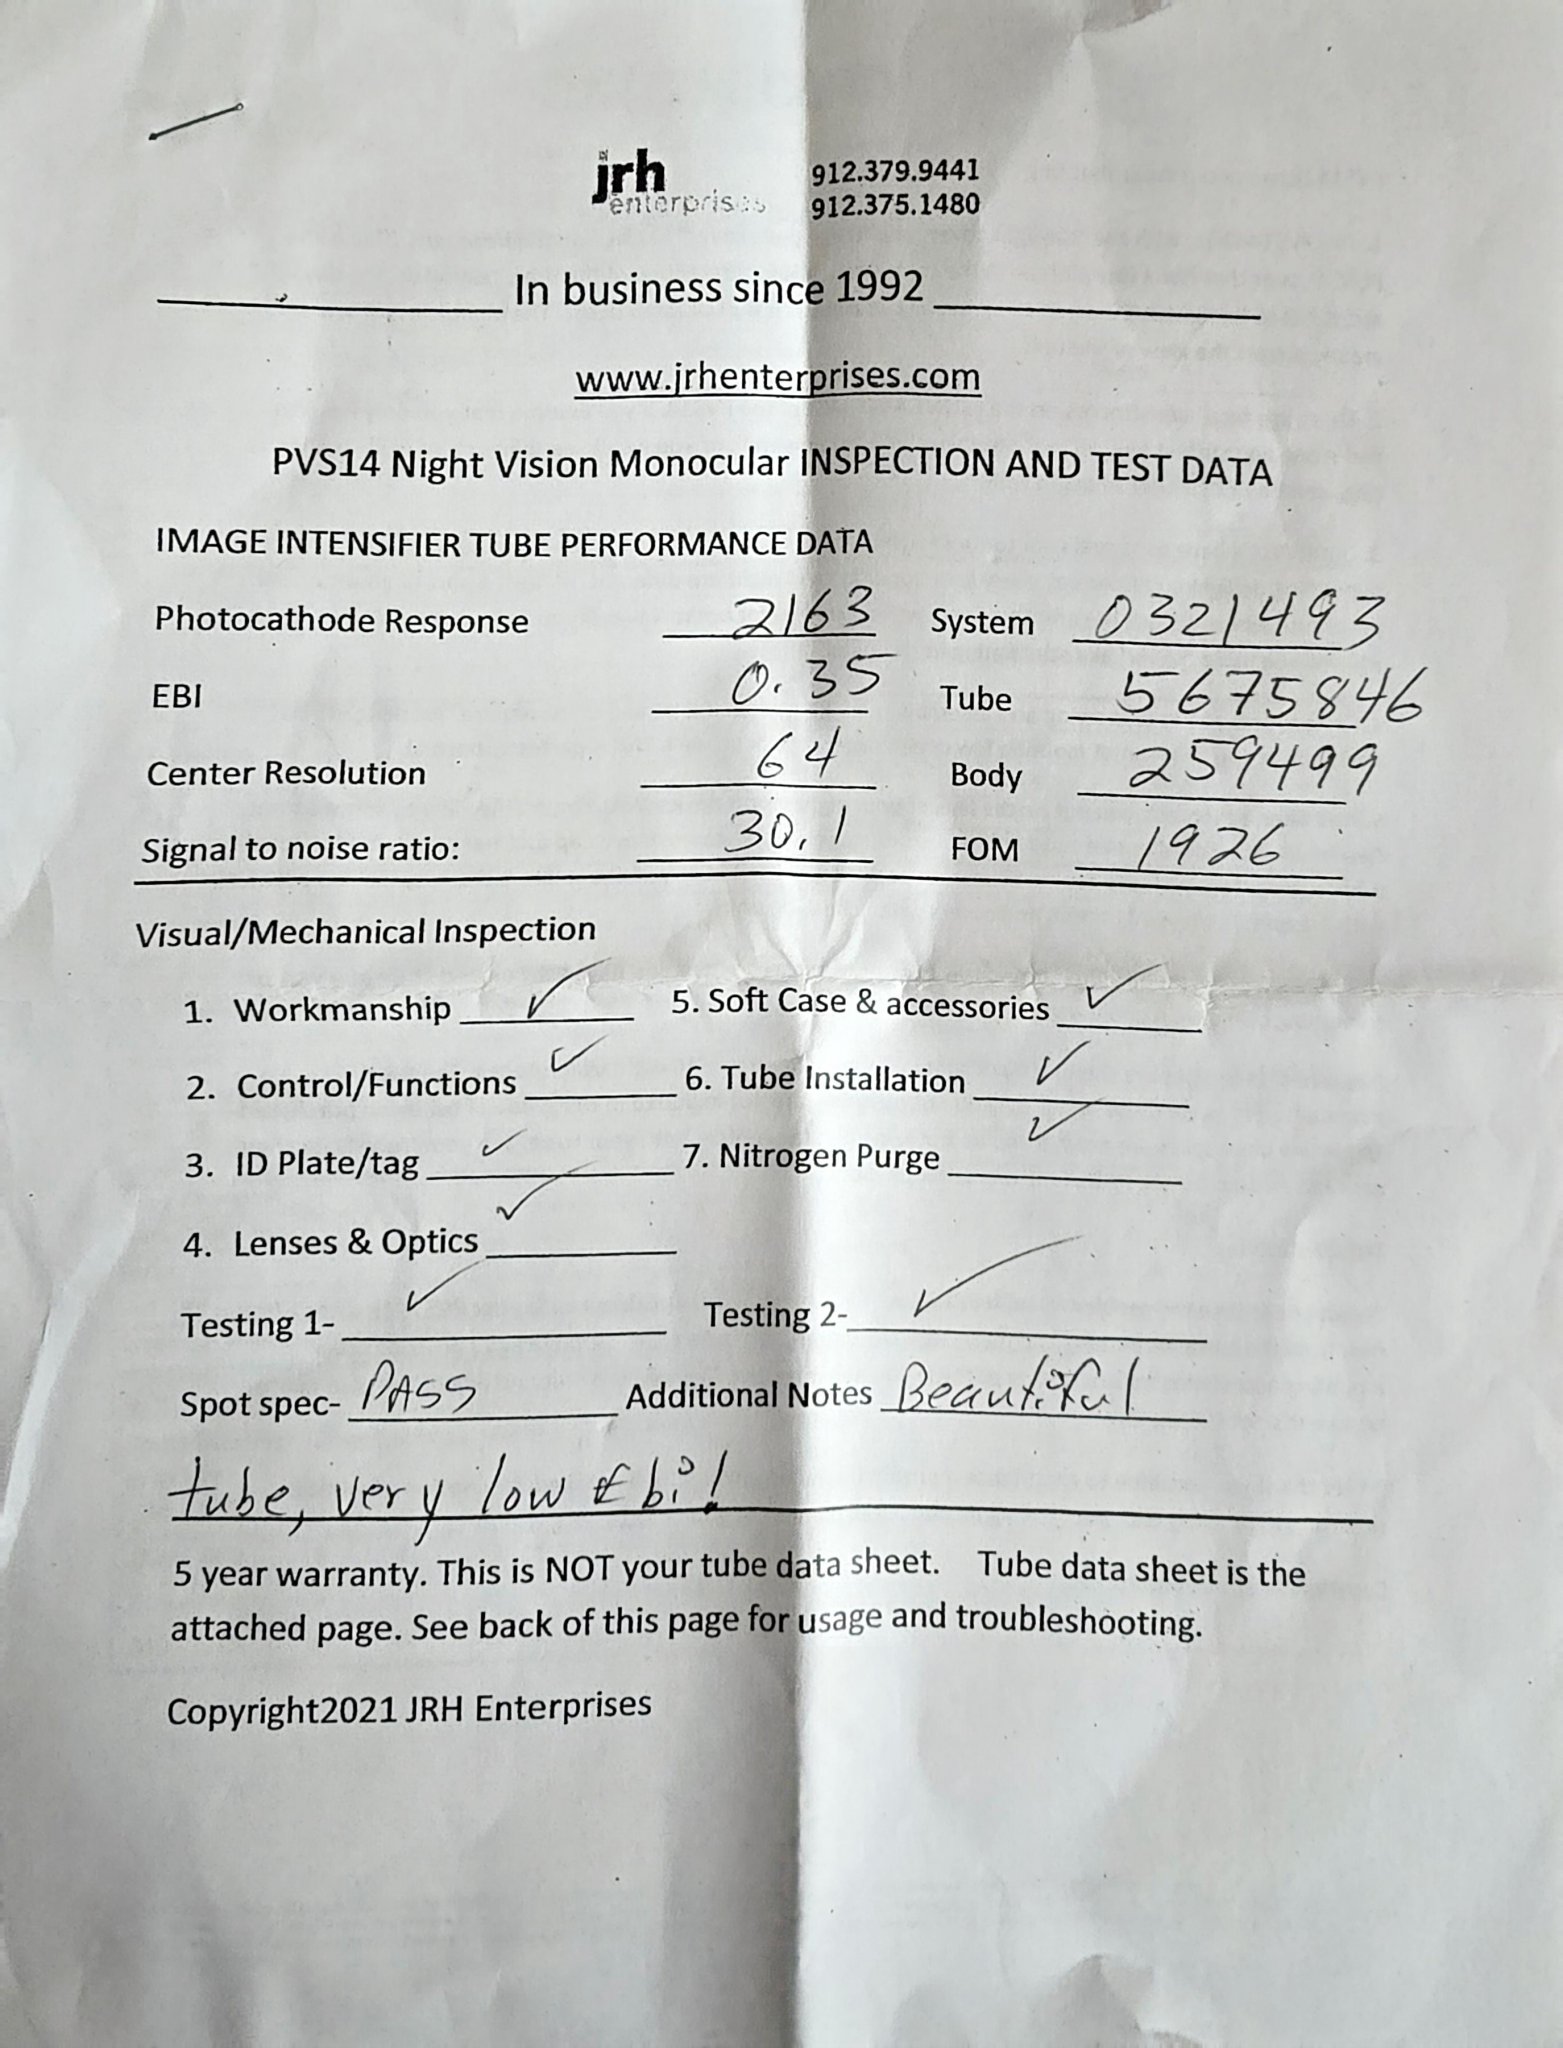 jrh 912.379.9441
enterprises 912.375.1480
In business since 1992
www.jrhenterprises.com
PVS14 Night Vision Monocular INSPECTION AND TEST DATA
IMAGE INTENSIFIER TUBE PERFORMANCE DATA
Photocathode Response 2163 System 0321493
EBI 0.35 Tube 5675846
Center Resolution 64 Body 259499
Signal to noise ratio: 30.1 FOM 1926
Visual/Mechanical Inspection
1. Workmanship ✓ 5. Soft Case & accessories ✓
2. Control/Functions ✓ 6. Tube Installation ✓
3. ID Plate/tag ✓ 7. Nitrogen Purge ✓
4. Lenses & Optics ✓
Testing 1- ✓ Testing 2- ✓
Spot spec- PASS Additional Notes Beautiful
tube, very low Ebi!
5 year warranty. This is NOT your tube data sheet. Tube data sheet is the
attached page. See back of this page for usage and troubleshooting.
Copyright2021 JRH Enterprises